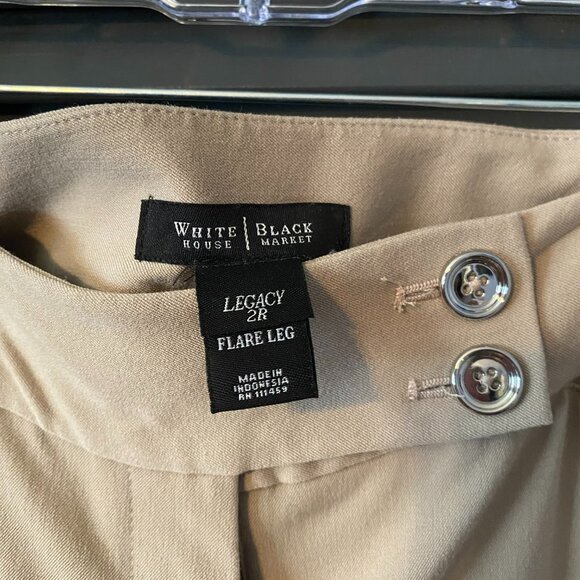 WHITE | BLACK
HOUSE | MARKET
LEGACY
2R
FLARE LEG
MADE IN
INDONESIA
RN 111459